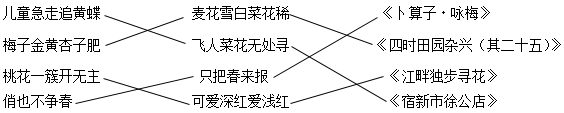 儿童急走追黄蝶 麦花雪白菜花稀 《卜算子·咏梅》
梅子金黄杏子肥 飞人菜花无处寻 《四时田园杂兴（其二十五）》
桃花一簇开无主 只把春来报 《江畔独步寻花》
俏也不争春 可爱深红爱浅红 《宿新市徐公店》